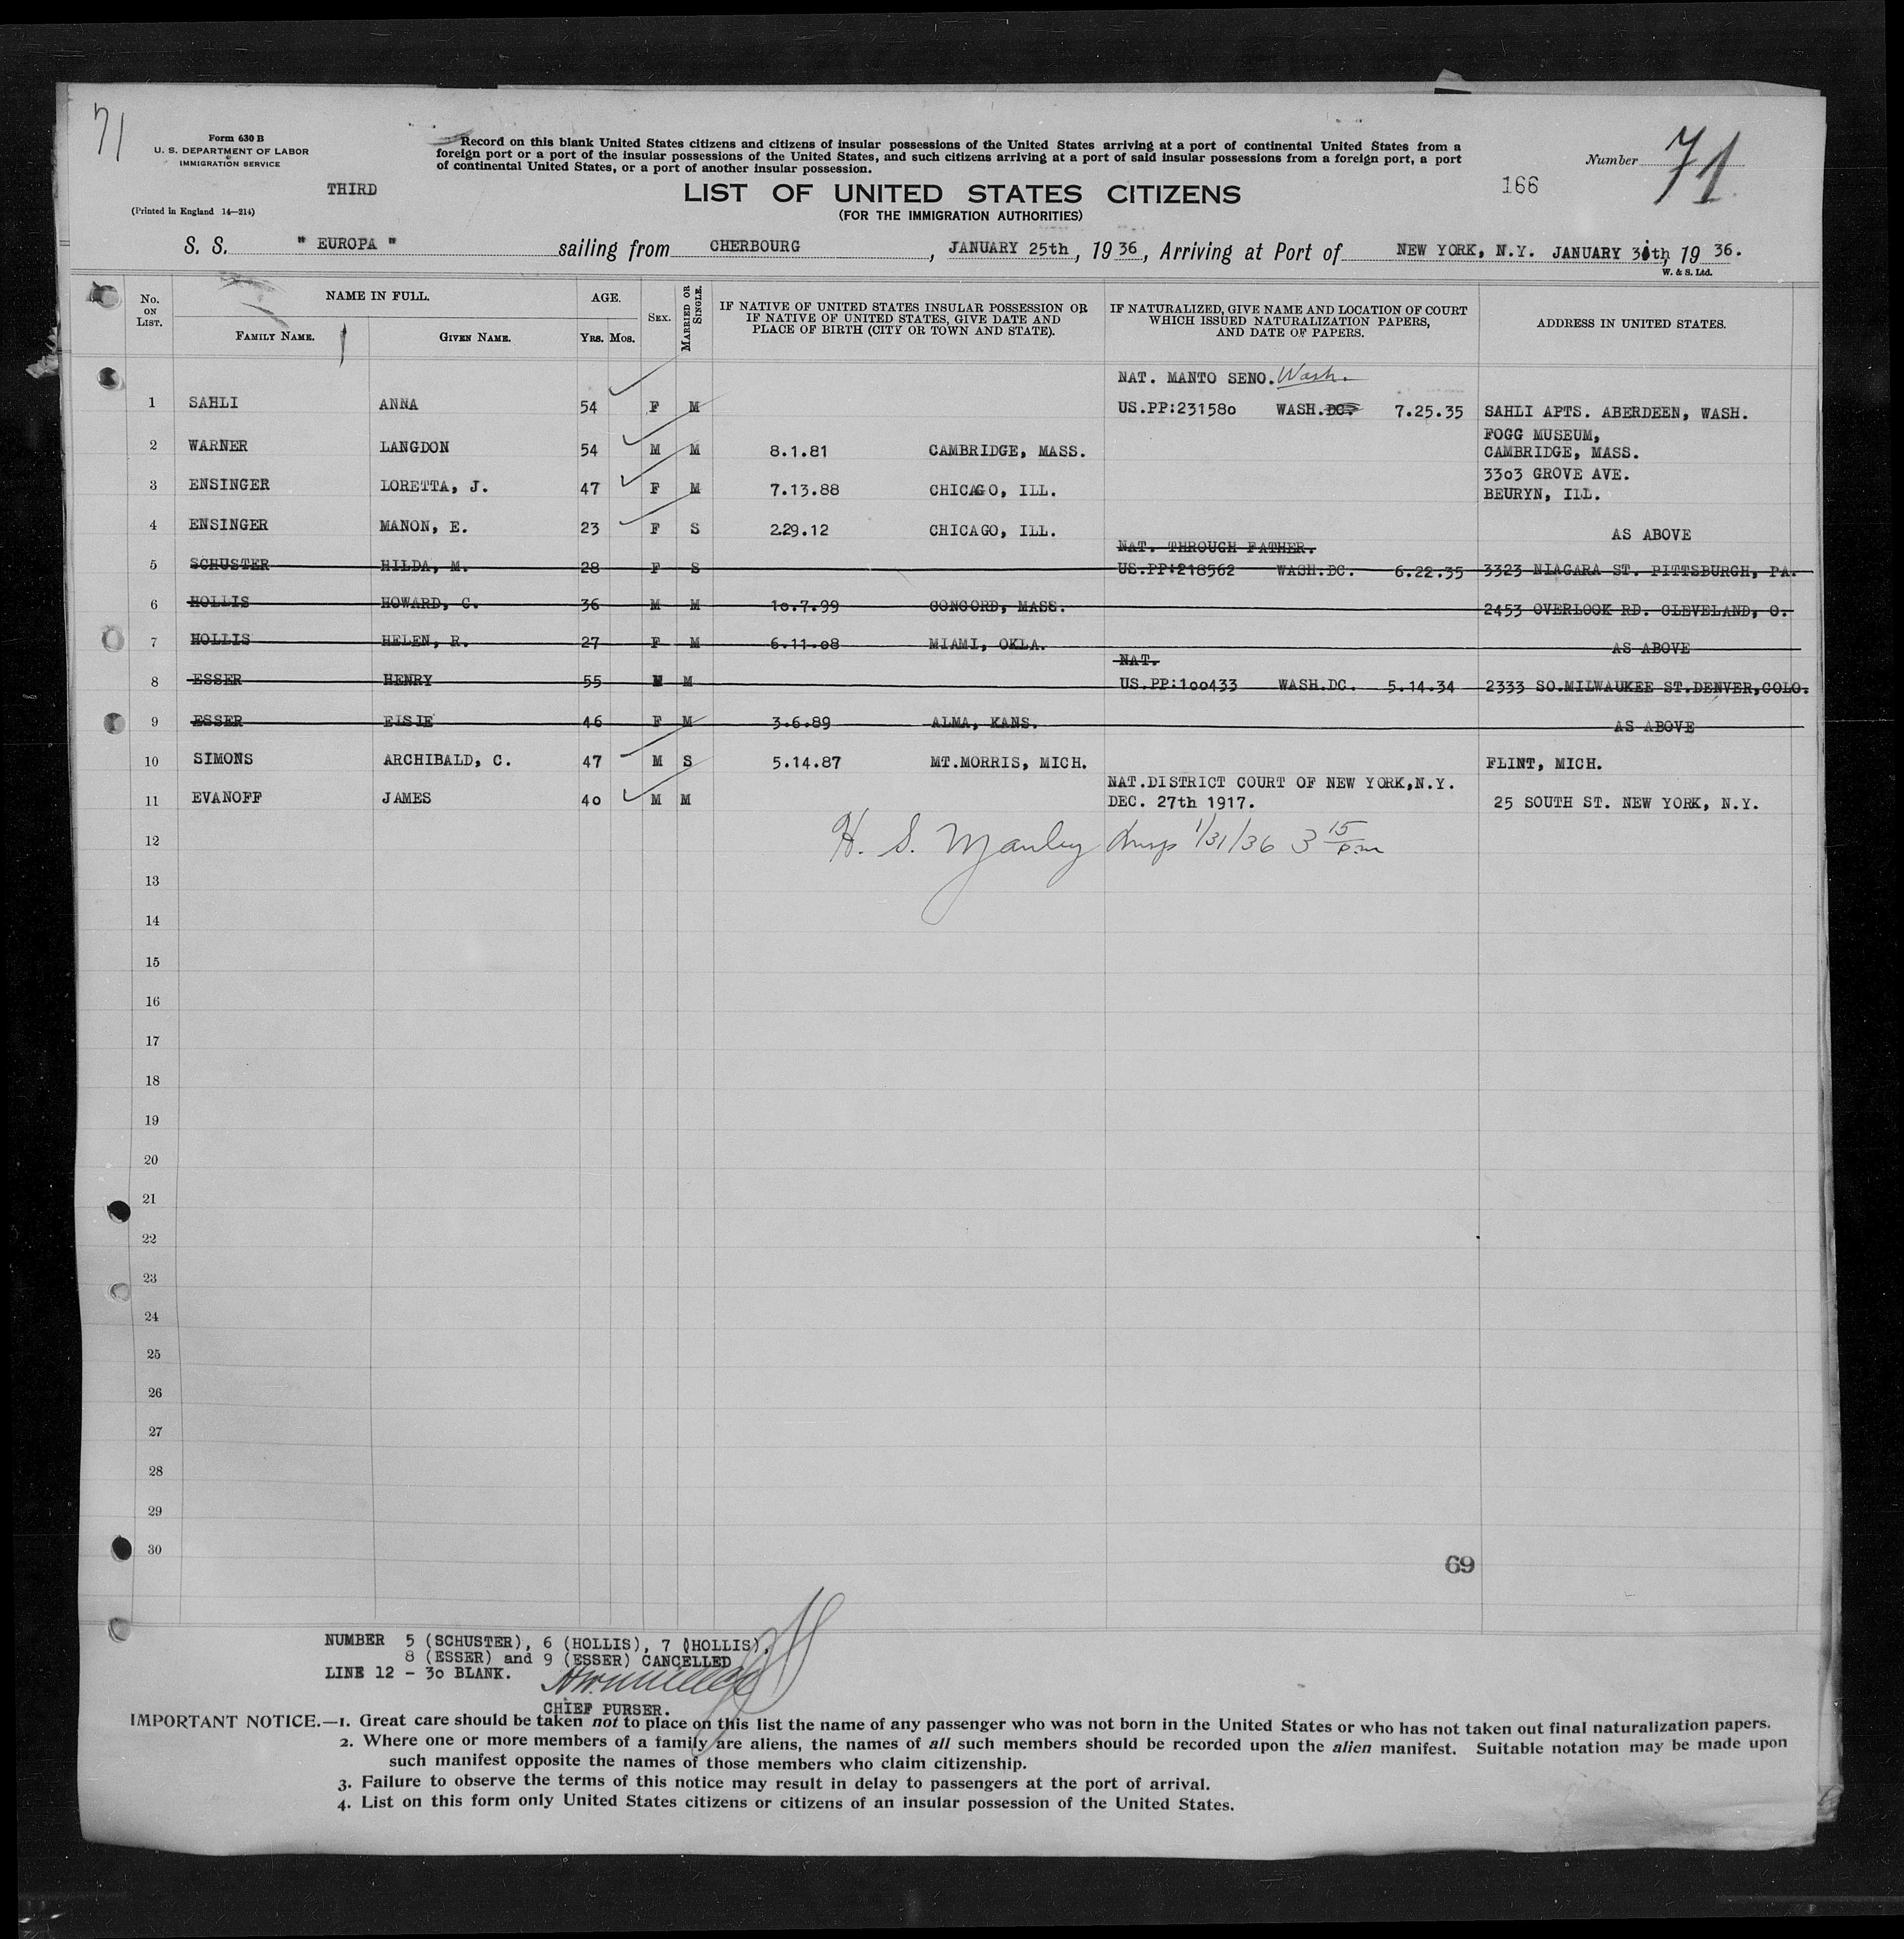 71
Form 630 B
U. S. DEPARTMENT OF LABOR
IMMIGRATION SERVICE
(Printed in England 14—214)
THIRD
Record on this blank United States citizens and citizens of insular possessions of the United States arriving at a port of continental United States from a
foreign port or a port of the insular possessions of the United States, and such citizens arriving at a port of said insular possessions from a foreign port, a port
of continental United States, or a port of another insular possession.
LIST OF UNITED STATES CITIZENS
(FOR THE IMMIGRATION AUTHORITIES)
166
Number 71
S. S. " EUROPA " sailing from CHERBOURG, JANUARY 25th, 1936, Arriving at Port of NEW YORK, N.Y. JANUARY 31th, 1936.
W. & S. Ltd.
No. ON LIST. NAME IN FULL. FAMILY NAME. GIVEN NAME. AGE. YRS. MOS. SEX. MARRIED OR SINGLE. IF NATIVE OF UNITED STATES INSULAR POSSESSION OR IF NATIVE OF UNITED STATES, GIVE DATE AND PLACE OF BIRTH (CITY OR TOWN AND STATE). IF NATURALIZED, GIVE NAME AND LOCATION OF COURT WHICH ISSUED NATURALIZATION PAPERS, AND DATE OF PAPERS. ADDRESS IN UNITED STATES.
NAT. MANTO SENO. Wash.
1 SAHLI ANNA 54 F M US.PP:231580 WASH.DC. 7.25.35 SAHLI APTS. ABERDEEN, WASH.
2 WARNER LANGDON 54 M M 8.1.81 CAMBRIDGE, MASS. FOGG MUSEUM, CAMBRIDGE, MASS.
3 ENSINGER LORETTA, J. 47 F M 7.13.88 CHICAGO, ILL. 3303 GROVE AVE. BEURYN, ILL.
4 ENSINGER MANON, E. 23 F S 2.29.12 CHICAGO, ILL. AS ABOVE
NAT. THROUGH FATHER.
5 SCHUSTER HILDA, M. 28 F S US.PP:218562 WASH.DC. 6.22.35 3323 NIAGARA ST. PITTSBURGH, PA.
6 HOLLIS HOWARD, C. 36 M M 10.7.99 CONCORD, MASS. 2453 OVERLOOK RD. CLEVELAND, O.
7 HOLLIS HELEN, R. 27 F M 6.11.08 MIAMI, OKLA. AS ABOVE
NAT.
8 ESSER HENRY 55 M M US.PP:100433 WASH.DC. 5.14.34 2333 SO.MILWAUKEE ST.DENVER,COLO.
9 ESSER ELSIE 46 F M 3.6.89 ALMA, KANS. AS ABOVE
10 SIMONS ARCHIBALD, C. 47 M S 5.14.87 MT.MORRIS, MICH. FLINT, MICH.
NAT.DISTRICT COURT OF NEW YORK,N.Y.
11 EVANOFF JAMES 40 M M DEC. 27th 1917. 25 SOUTH ST. NEW YORK, N.Y.
12 H. S. Manley Insp 1/31/36 3 15 pm
13
14
15
16
17
18
19
20
21
22
23
24
25
26
27
28
29
30
69
NUMBER 5 (SCHUSTER), 6 (HOLLIS), 7 (HOLLIS),
8 (ESSER) and 9 (ESSER) CANCELLED
LINE 12 – 30 BLANK.
CHIEF PURSER.
IMPORTANT NOTICE.—1. Great care should be taken not to place on this list the name of any passenger who was not born in the United States or who has not taken out final naturalization papers.
2. Where one or more members of a family are aliens, the names of all such members should be recorded upon the alien manifest. Suitable notation may be made upon
such manifest opposite the names of those members who claim citizenship.
3. Failure to observe the terms of this notice may result in delay to passengers at the port of arrival.
4. List on this form only United States citizens or citizens of an insular possession of the United States.